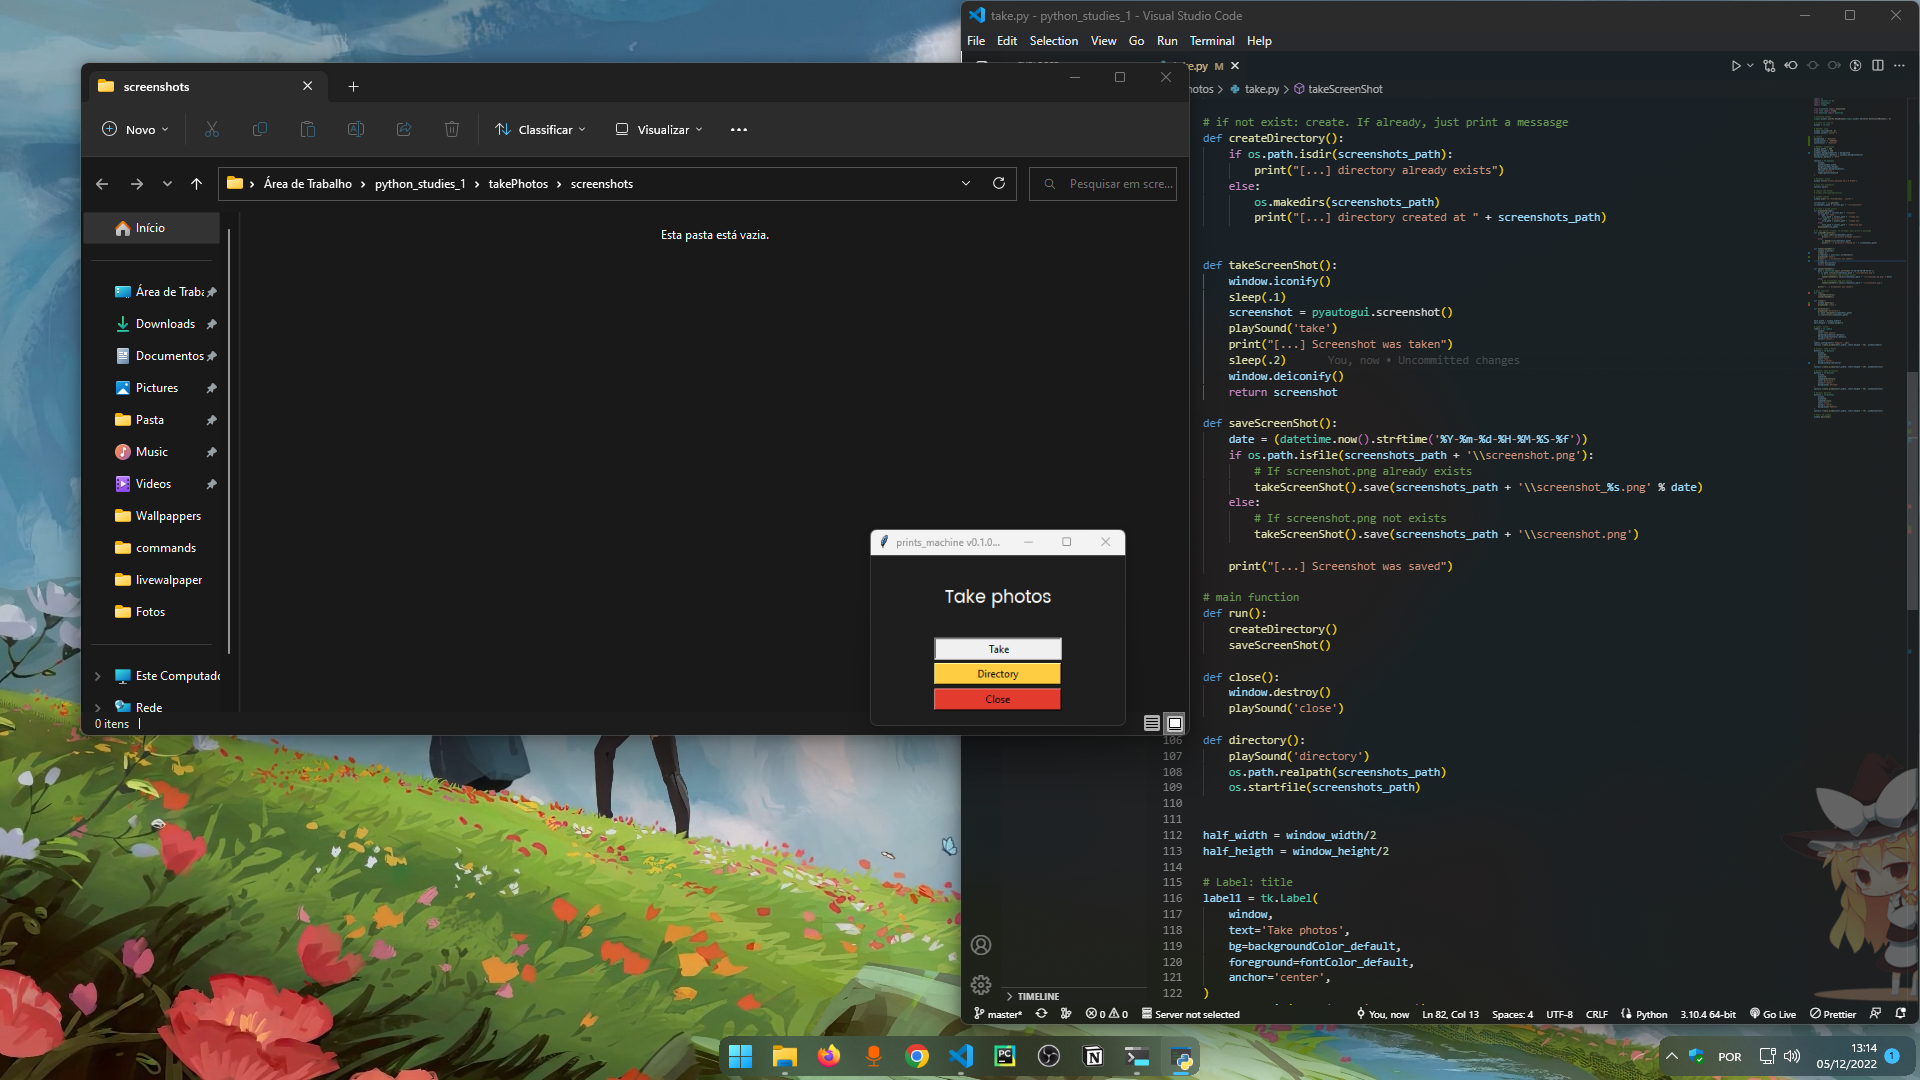 take.py - python_studies_1 - Visual Studio Code
File Edit Selection View Go Run Terminal Help
take.py M
takePhotos > take.py > takeScreenShot
screenshots
Novo
Classificar
Visualizar
Área de Trabalho > python_studies_1 > takePhotos > screenshots
Pesquisar em scre...
Início
Esta pasta está vazia.
Área de Traba
Downloads
Documentos
Pictures
Pasta
Music
Videos
Wallpappers
commands
livewalpaper
Fotos
Este Computado
Rede
0 itens
prints_machine v0.1.0...
Take photos
Take
Directory
Close
# if not exist: create. If already, just print a messasge
def createDirectory():
if os.path.isdir(screenshots_path):
print("[...] directory already exists")
else:
os.makedirs(screenshots_path)
print("[...] directory created at " + screenshots_path)
def takeScreenShot():
window.iconify()
sleep(.1)
screenshot = pyautogui.screenshot()
playSound('take')
print("[...] Screenshot was taken")
sleep(.2) You, now • Uncommitted changes
window.deiconify()
return screenshot
def saveScreenShot():
date = (datetime.now().strftime('%Y-%m-%d-%H-%M-%S-%f'))
if os.path.isfile(screenshots_path + '\\screenshot.png'):
# If screenshot.png already exists
takeScreenShot().save(screenshots_path + '\\screenshot_%s.png' % date)
else:
# If screenshot.png not exists
takeScreenShot().save(screenshots_path + '\\screenshot.png')
print("[...] Screenshot was saved")
# main function
def run():
createDirectory()
saveScreenShot()
def close():
window.destroy()
playSound('close')
106 def directory():
107 playSound('directory')
108 os.path.realpath(screenshots_path)
109 os.startfile(screenshots_path)
110
111
112 half_width = window_width/2
113 half_heigth = window_height/2
114
115 # Label: title
116 label1 = tk.Label(
117 window,
118 text='Take photos',
119 bg=backgroundColor_default,
120 foreground=fontColor_default,
121 anchor='center',
122 )
TIMELINE
master* 0 0 Server not selected You, now Ln 82, Col 13 Spaces: 4 UTF-8 CRLF Python 3.10.4 64-bit Go Live Prettier
POR
13:14
05/12/2022
1